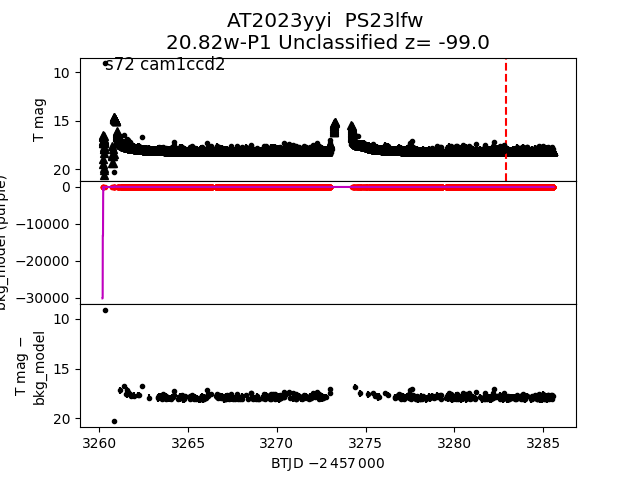 AT2023yyi  PS23lfw
20.82w-P1 Unclassified z= -99.0
s72 cam1ccd2
10
15
20
T mag
0
−10000
−20000
−30000
bkg_model (purple)
10
15
20
T mag −
bkg_model
3260
3265
3270
3275
3280
3285
BTJD −2 457 000